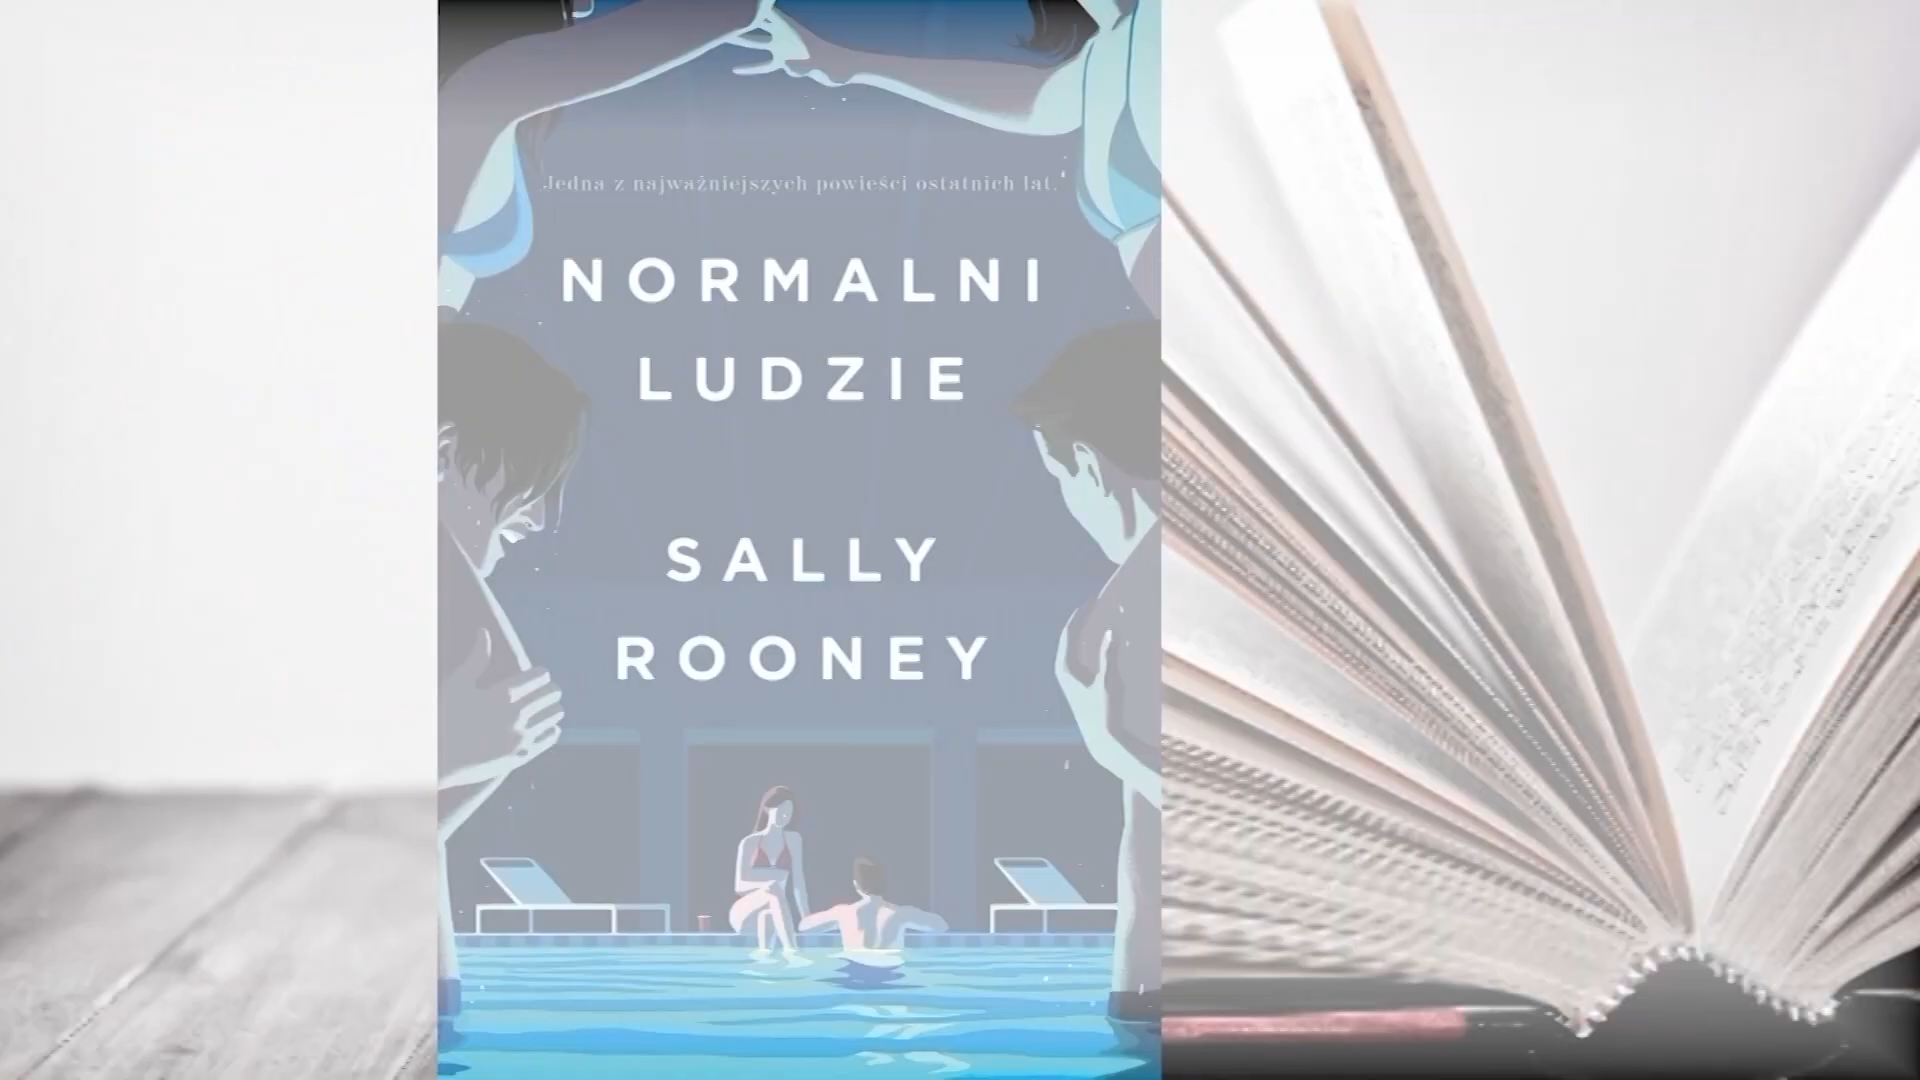 Jedna z najważniejszych powieści ostatnich lat.
NORMALNI
LUDZIE
SALLY
ROONEY